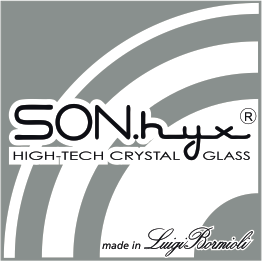 SON.hyx®
HIGH-TECH CRYSTAL GLASS
made in Luigi Bormioli